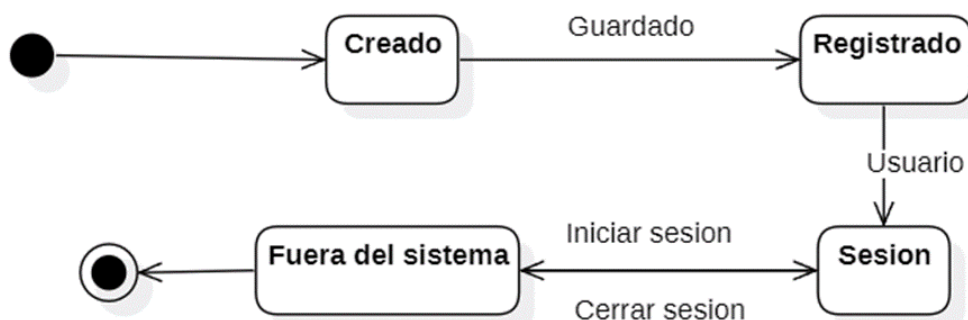 Creado
Guardado
Registrado
Usuario
Iniciar sesion
Fuera del sistema
Sesion
Cerrar sesion